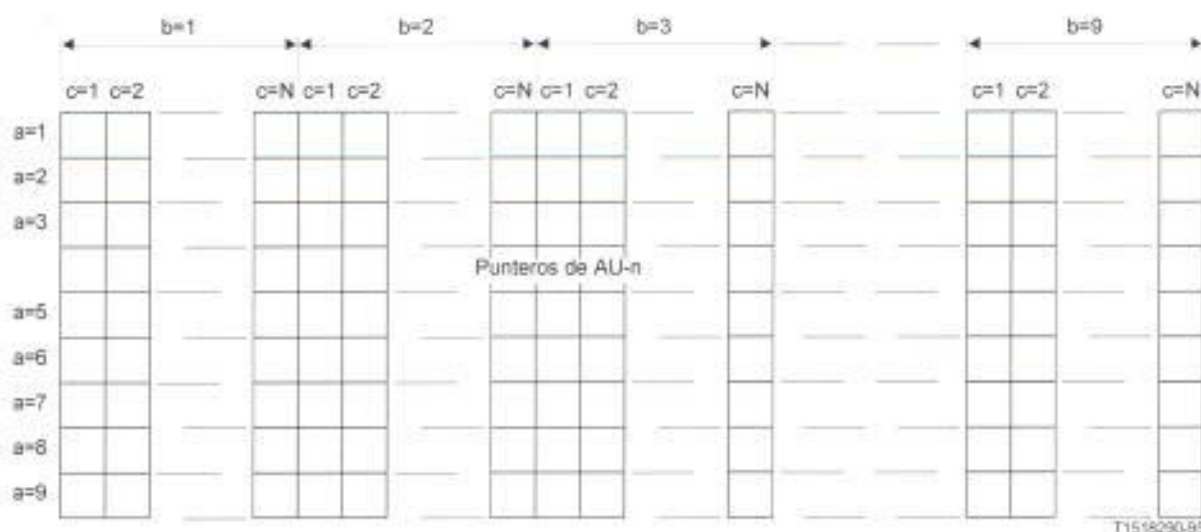 b=1 b=2 b=3 b=9
c=1 c=2 c=N c=1 c=2 c=N c=1 c=2 c=N c=1 c=2 c=N
a=1
a=2
a=3
Punteros de AU-n
a=5
a=6
a=7
a=8
a=9